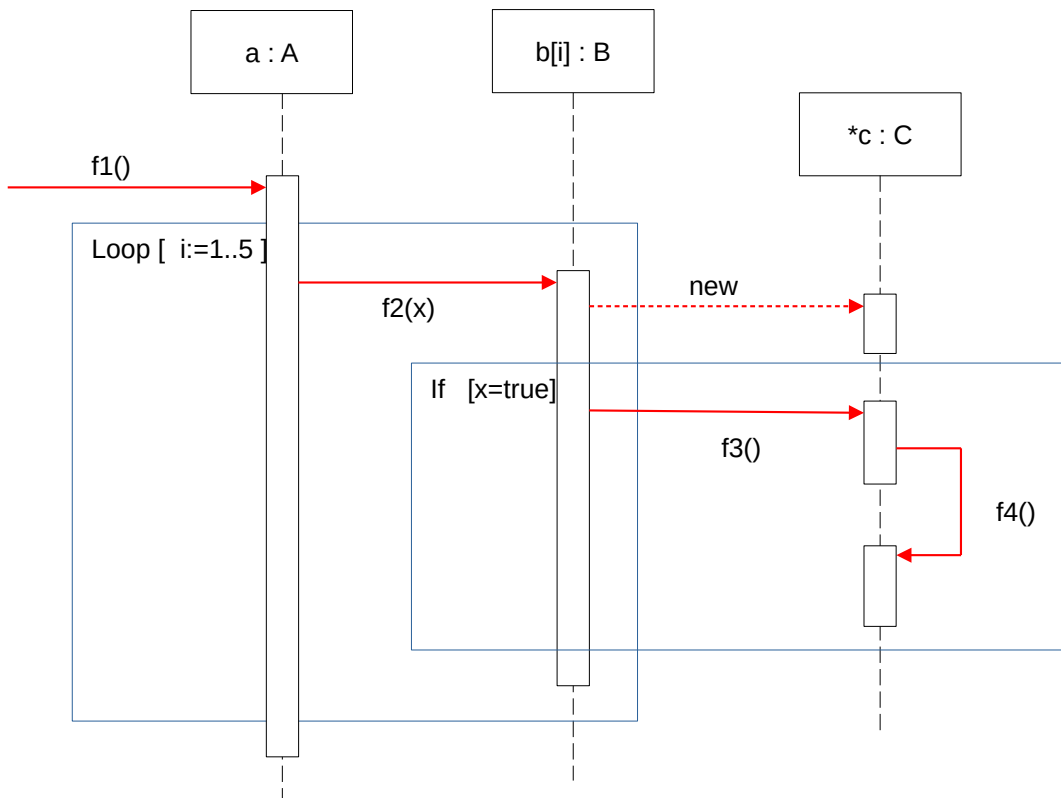 a : A
b[i] : B
*c : C
f1()
Loop [  i:=1..5 ]
f2(x)
new
If   [x=true]
f3()
f4()